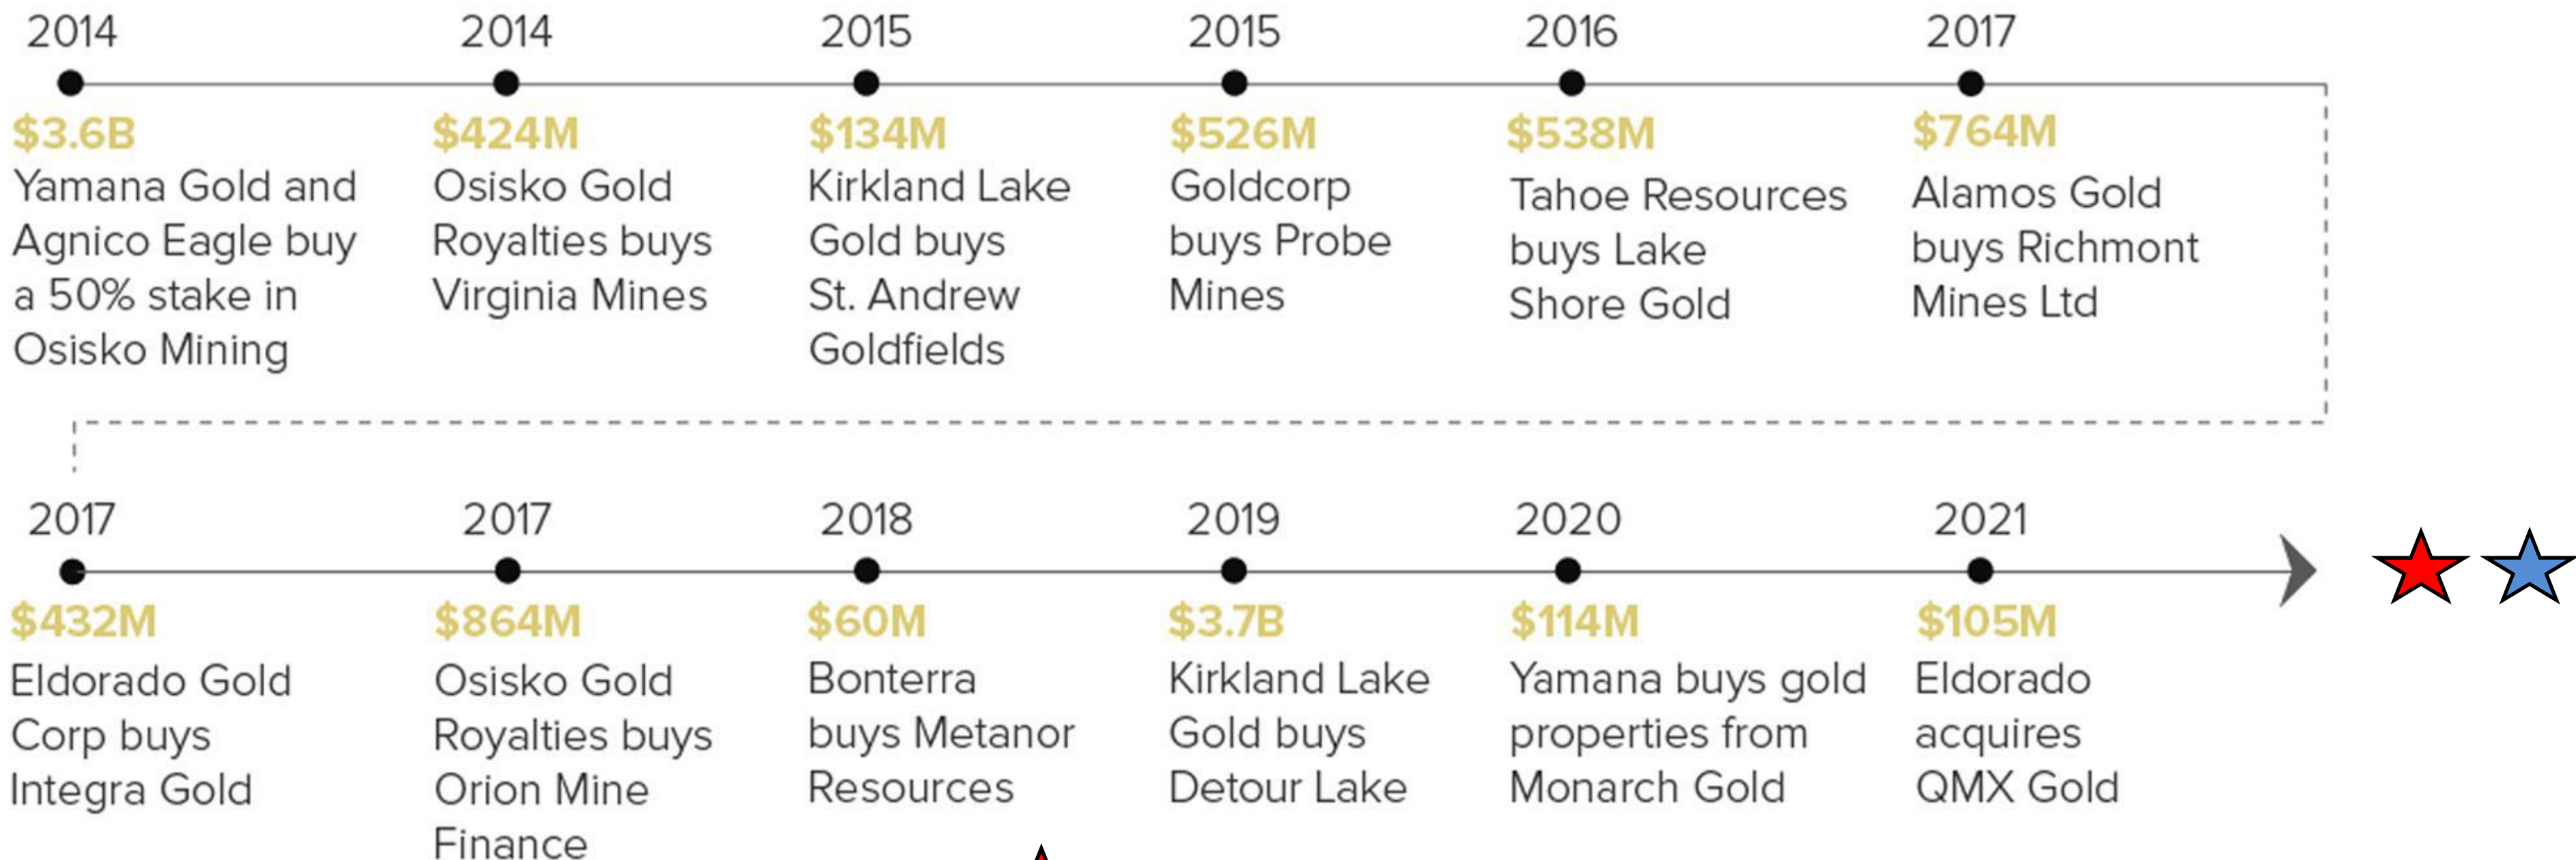 2014
$3.6B
Yamana Gold and
Agnico Eagle buy
a 50% stake in
Osisko Mining
2014
$424M
Osisko Gold
Royalties buys
Virginia Mines
2015
$134M
Kirkland Lake
Gold buys
St. Andrew
Goldfields
2015
$526M
Goldcorp
buys Probe
Mines
2016
$538M
Tahoe Resources
buys Lake
Shore Gold
2017
$764M
Alamos Gold
buys Richmont
Mines Ltd
2017
$432M
Eldorado Gold
Corp buys
Integra Gold
2017
$864M
Osisko Gold
Royalties buys
Orion Mine
Finance
2018
$60M
Bonterra
buys Metanor
Resources
2019
$3.7B
Kirkland Lake
Gold buys
Detour Lake
2020
$114M
Yamana buys gold
properties from
Monarch Gold
2021
$105M
Eldorado
acquires
QMX Gold